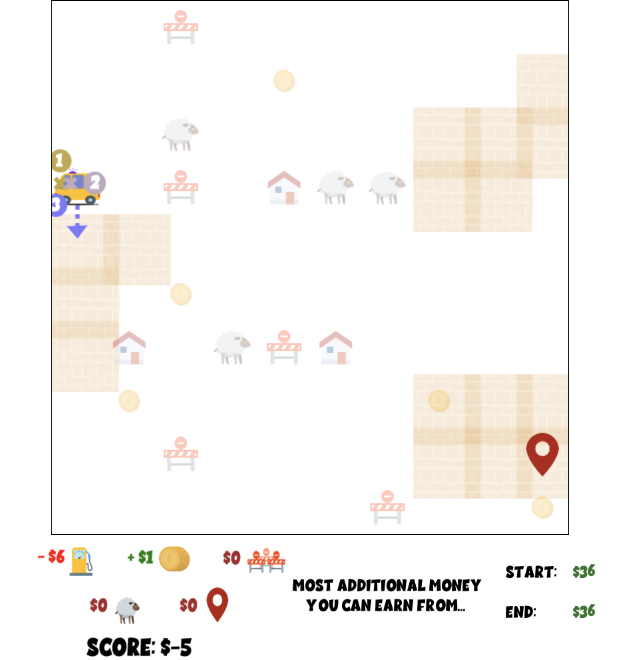 1
2
3
- $6
+ $1
$0
$0
$0
SCORE: $-5
MOST ADDITIONAL MONEY
YOU CAN EARN FROM...
START: $36
END: $36